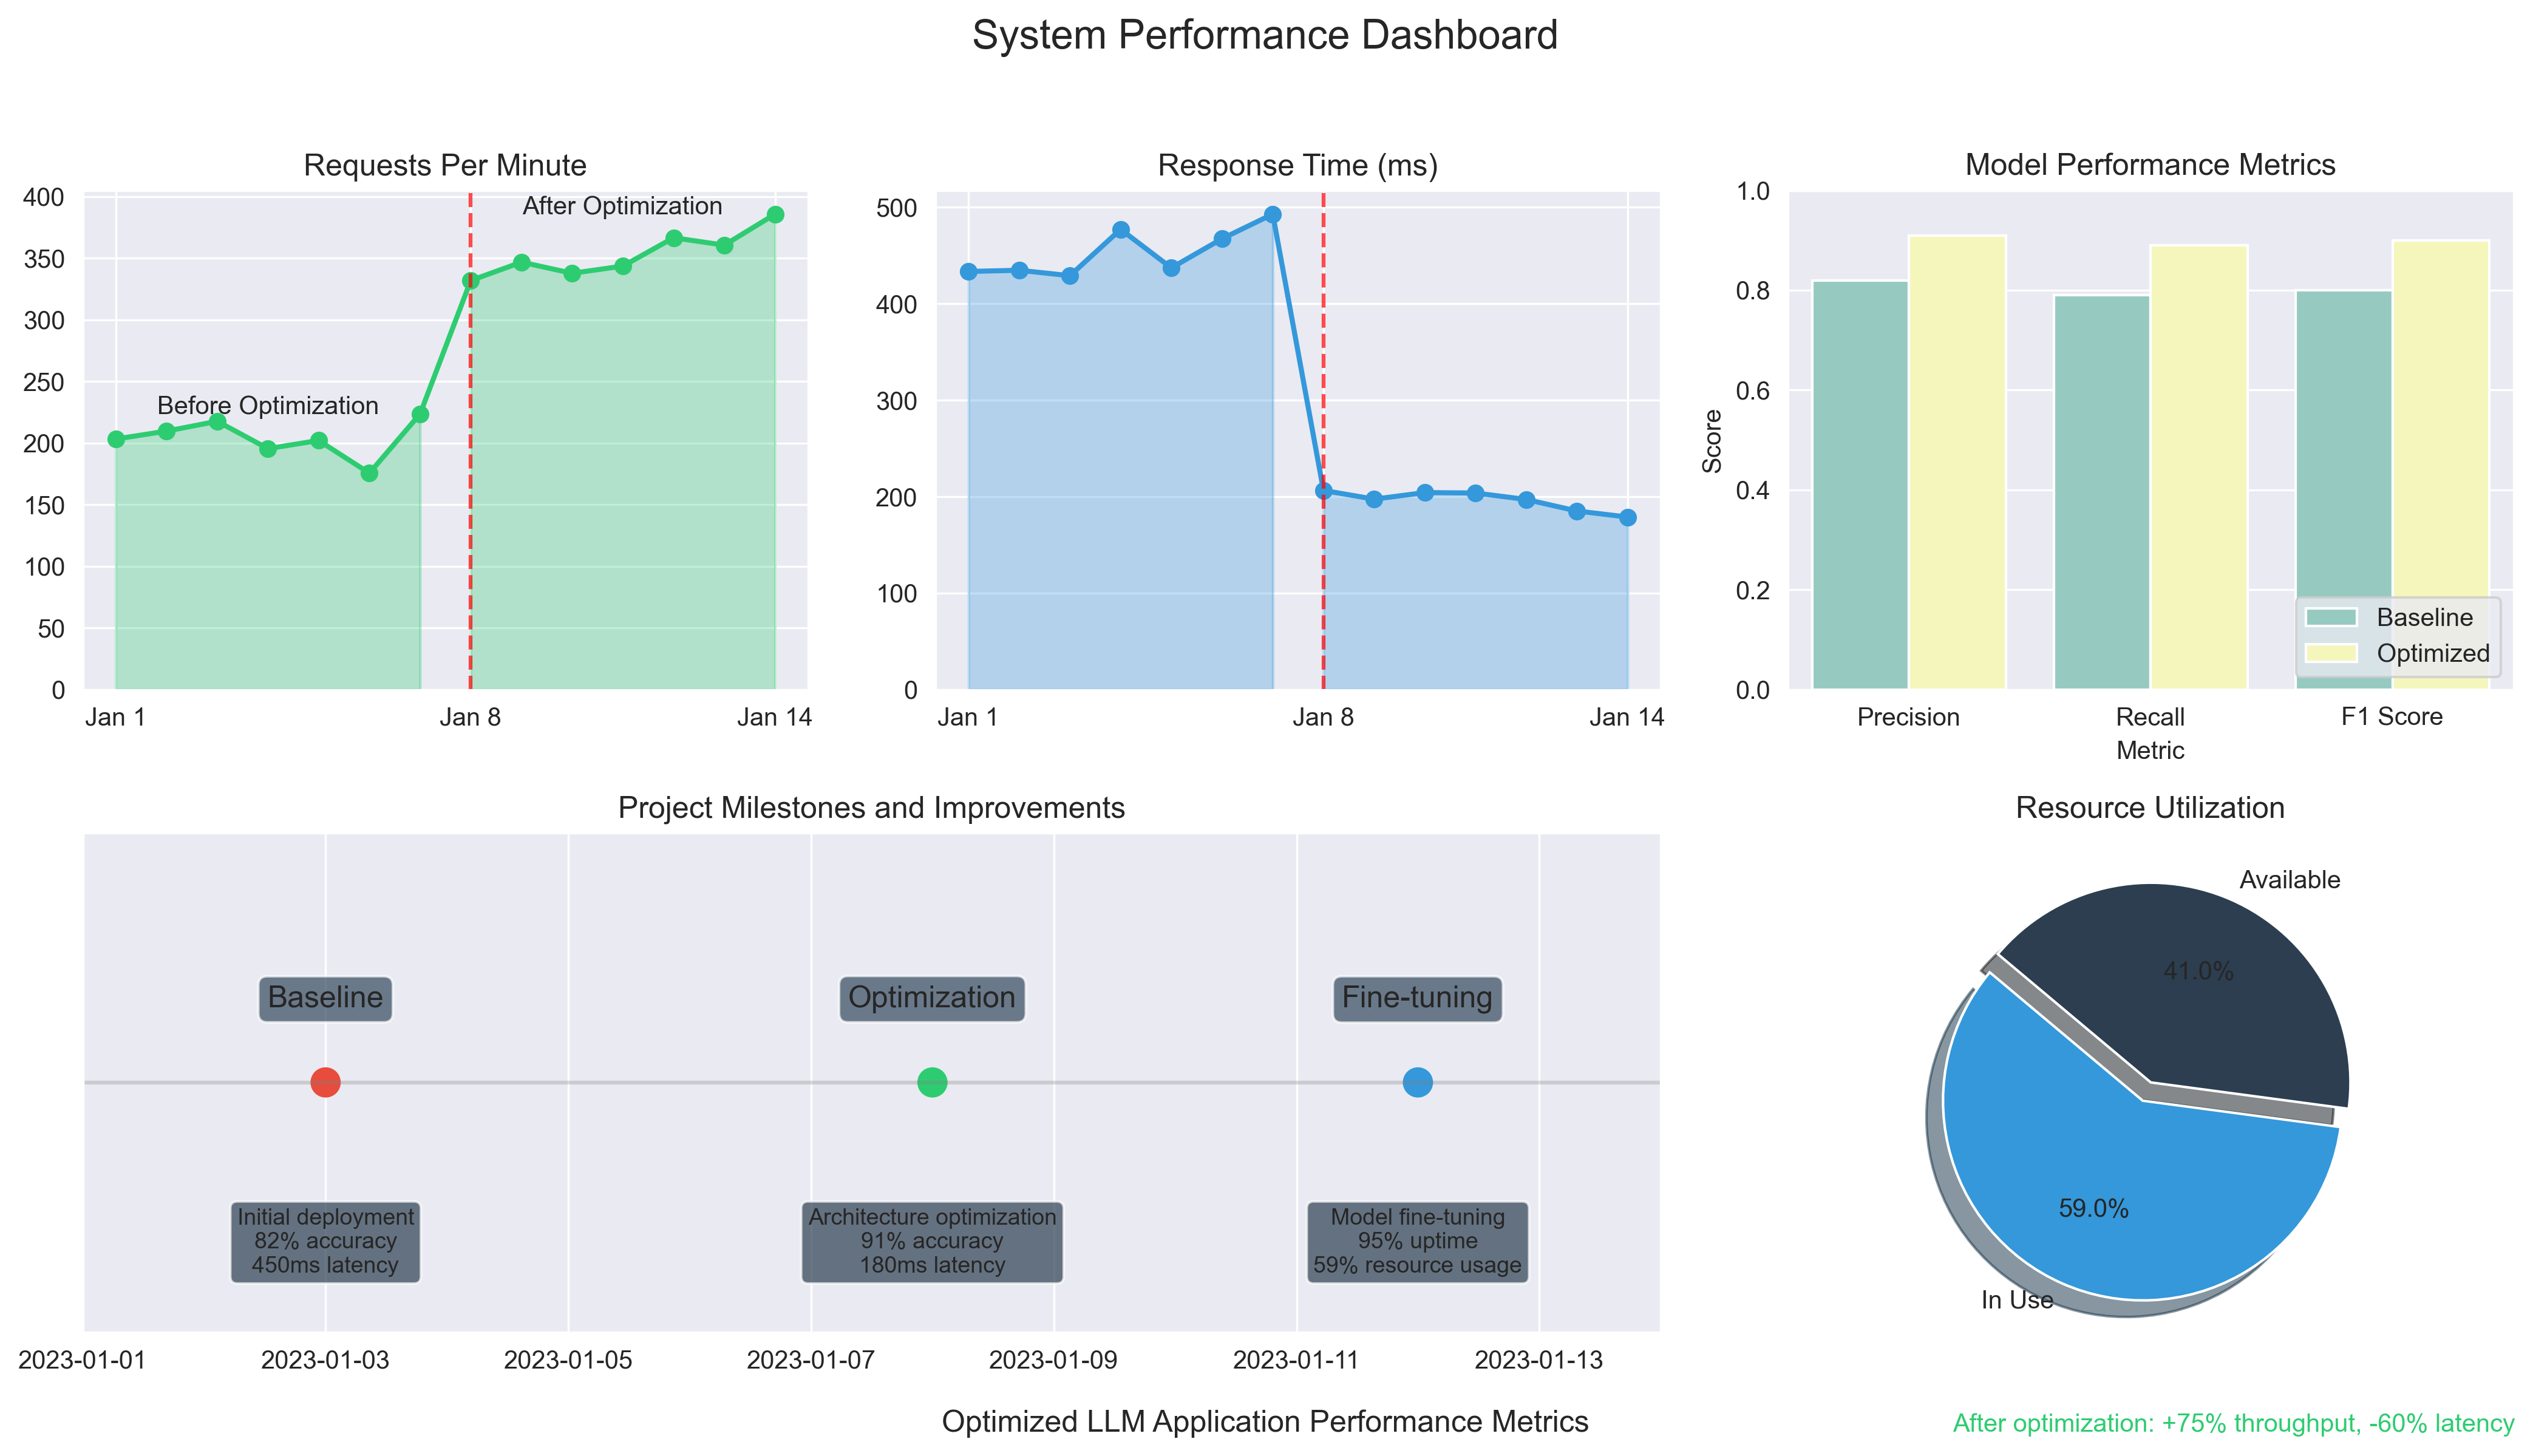 System Performance Dashboard
Requests Per Minute
400
350
300
250
200
150
100
50
0
Before Optimization
After Optimization
Jan 1
Jan 8
Jan 14
Response Time (ms)
500
400
300
200
100
0
Jan 1
Jan 8
Jan 14
Model Performance Metrics
Score
1.0
0.8
0.6
0.4
0.2
0.0
Baseline
Optimized
Precision
Recall
F1 Score
Metric
Project Milestones and Improvements
Baseline
Optimization
Fine-tuning
Initial deployment
82% accuracy
450ms latency
Architecture optimization
91% accuracy
180ms latency
Model fine-tuning
95% uptime
59% resource usage
2023-01-01
2023-01-03
2023-01-05
2023-01-07
2023-01-09
2023-01-11
2023-01-13
Resource Utilization
Available
41.0%
59.0%
In Use
Optimized LLM Application Performance Metrics
After optimization: +75% throughput, -60% latency